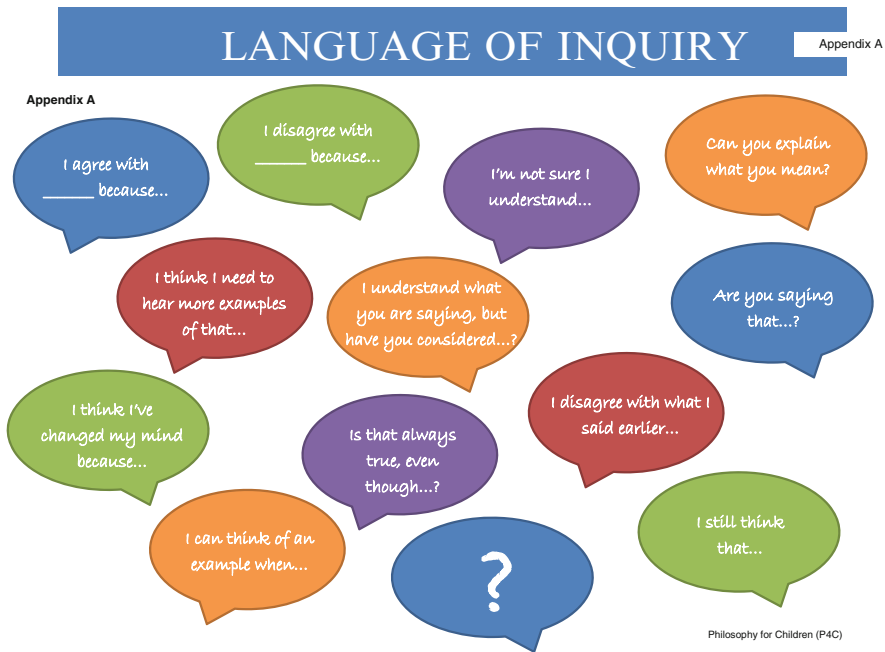 LANGUAGE OF INQUIRY
Appendix A
Appendix A
I agree with
______ because...
I disagree with
______ because...
I'm not sure I
understand...
Can you explain
what you mean?
I think I need to
hear more examples
of that...
I understand what
you are saying, but
have you considered...?
Are you saying
that...?
I think I've
changed my mind
because...
Is that always
true, even
though...?
I disagree with what I
said earlier...
I can think of an
example when...
?
I still think
that...
Philosophy for Children (P4C)